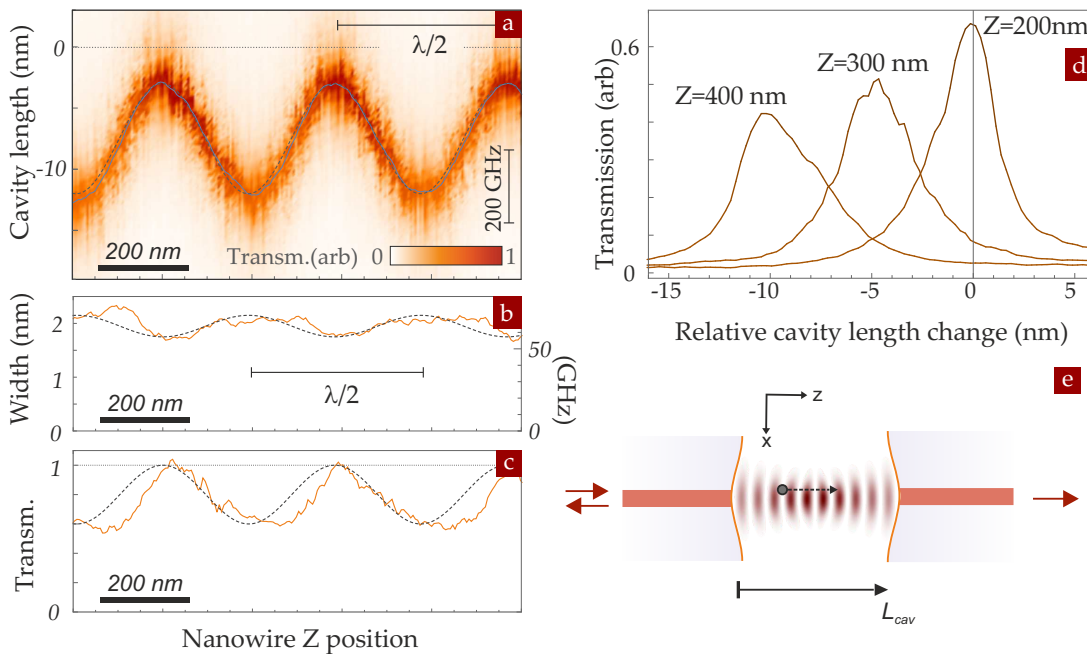 a
λ/2
Cavity length (nm)
0
-10
200 GHz
200 nm
Transm.(arb) 0 1
b
Width (nm)
2
1
1
0
50
0
(GHz)
λ/2
200 nm
c
Transm.
1
0
200 nm
Nanowire Z position
d
Z=200nm
Z=300 nm
Z=400 nm
Transmission (arb)
0.6
0
-15 -10 -5 0 5
Relative cavity length change (nm)
e
z
x
L cav